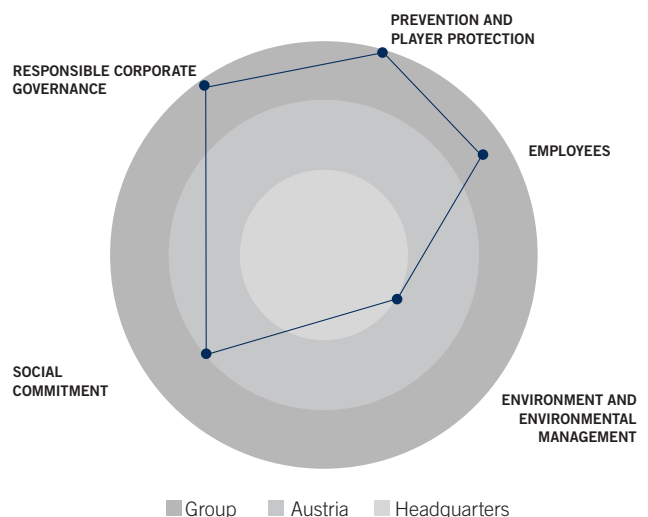 PREVENTION AND
PLAYER PROTECTION
RESPONSIBLE CORPORATE
GOVERNANCE
EMPLOYEES
SOCIAL
COMMITMENT
ENVIRONMENT AND
ENVIRONMENTAL
MANAGEMENT
Group Austria Headquarters